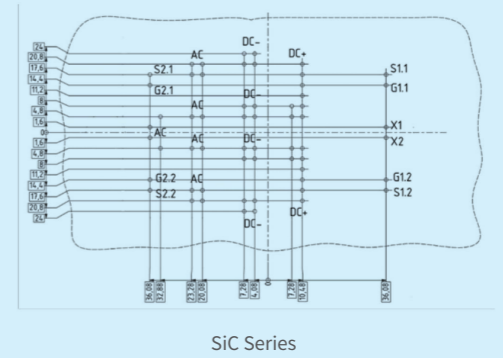 24
20,8
17,6
14,4
11,2
8
4,8
1,6
0
1,6
4,8
8
11,2
14,4
17,6
20,8
24
DC-
AC
DC+
S2.1
S1.1
G2.1
DC-
G1.1
AC
X1
AC
AC
DC-
X2
G2.2
AC
G1.2
S2.2
S1.2
DC-
DC+
36,08
32,88
23,28
20,08
7,28
4,08
0
7,28
10,48
36,08
SiC Series